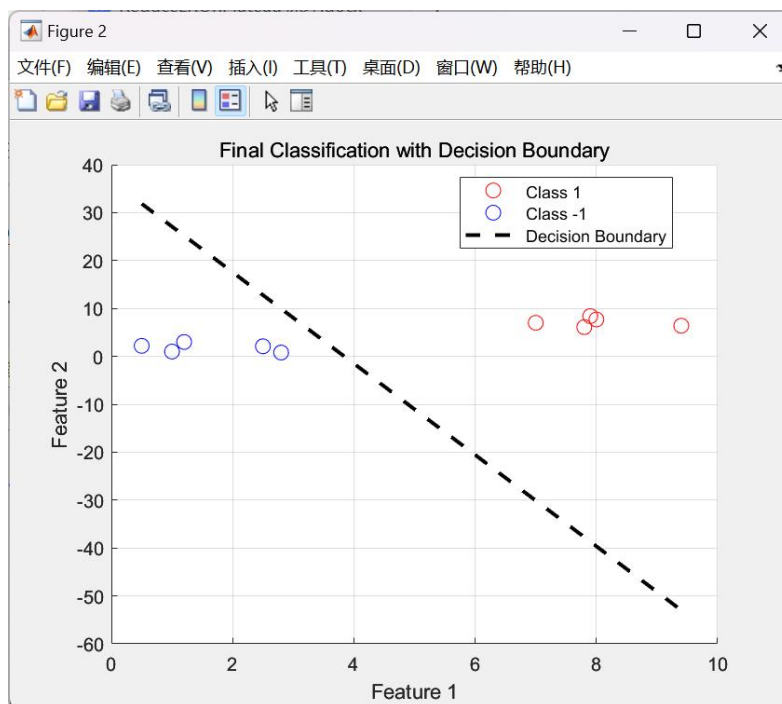 Figure 2
文件(F) 编辑(E) 查看(V) 插入(I) 工具(T) 桌面(D) 窗口(W) 帮助(H)
Final Classification with Decision Boundary
Class 1
Class -1
Decision Boundary
40
30
20
10
0
-10
-20
-30
-40
-50
-60
Feature 2
0 2 4 6 8 10
Feature 1